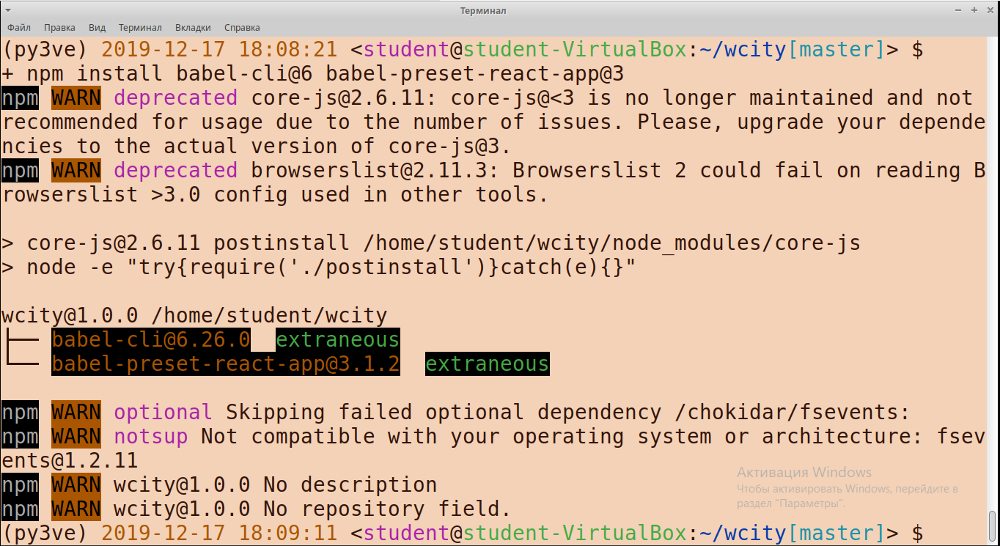 Терминал
Файл Правка Вид Терминал Вкладки Справка
(py3ve) 2019-12-17 18:08:21 <student@student-VirtualBox:~/wcity[master]> $
+ npm install babel-cli@6 babel-preset-react-app@3
npm WARN deprecated core-js@2.6.11: core-js@<3 is no longer maintained and not
recommended for usage due to the number of issues. Please, upgrade your depende
ncies to the actual version of core-js@3.
npm WARN deprecated browserslist@2.11.3: Browserslist 2 could fail on reading B
rowserslist >3.0 config used in other tools.
> core-js@2.6.11 postinstall /home/student/wcity/node_modules/core-js
> node -e "try{require('./postinstall')}catch(e){}"
wcity@1.0.0 /home/student/wcity
├── babel-cli@6.26.0  extraneous
└── babel-preset-react-app@3.1.2  extraneous
npm WARN optional Skipping failed optional dependency /chokidar/fsevents:
npm WARN notsup Not compatible with your operating system or architecture: fsev
ents@1.2.11
npm WARN wcity@1.0.0 No description
npm WARN wcity@1.0.0 No repository field.
(py3ve) 2019-12-17 18:09:11 <student@student-VirtualBox:~/wcity[master]> $
Активация Windows
Чтобы активировать Windows, перейдите в
раздел "Параметры".